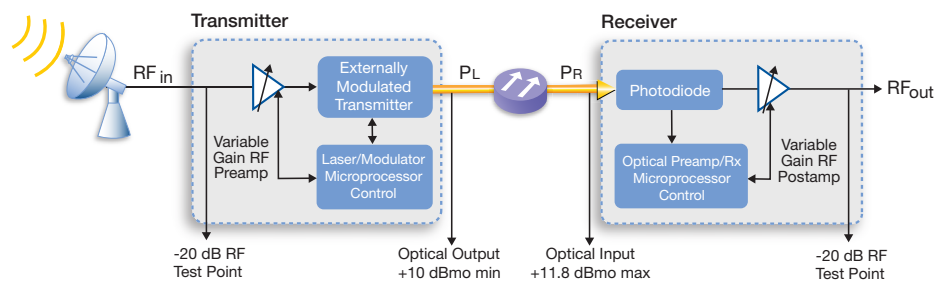 Transmitter
Receiver
RFin
Externally
Modulated
Transmitter
PL
PR
Photodiode
RFout
Variable
Gain RF
Preamp
Laser/Modulator
Microprocessor
Control
Optical Preamp/Rx
Microprocessor
Control
Variable
Gain RF
Postamp
-20 dB RF
Test Point
Optical Output
+10 dBmo min
Optical Input
+11.8 dBmo max
-20 dB RF
Test Point